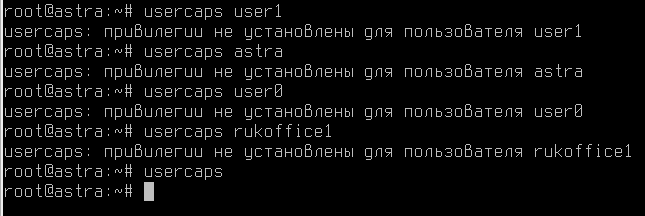 root@astra:~# usercaps user1
usercaps: привилегии не установлены для пользователя user1
root@astra:~# usercaps astra
usercaps: привилегии не установлены для пользователя astra
root@astra:~# usercaps user0
usercaps: привилегии не установлены для пользователя user0
root@astra:~# usercaps rukoffice1
usercaps: привилегии не установлены для пользователя rukoffice1
root@astra:~# usercaps
root@astra:~#